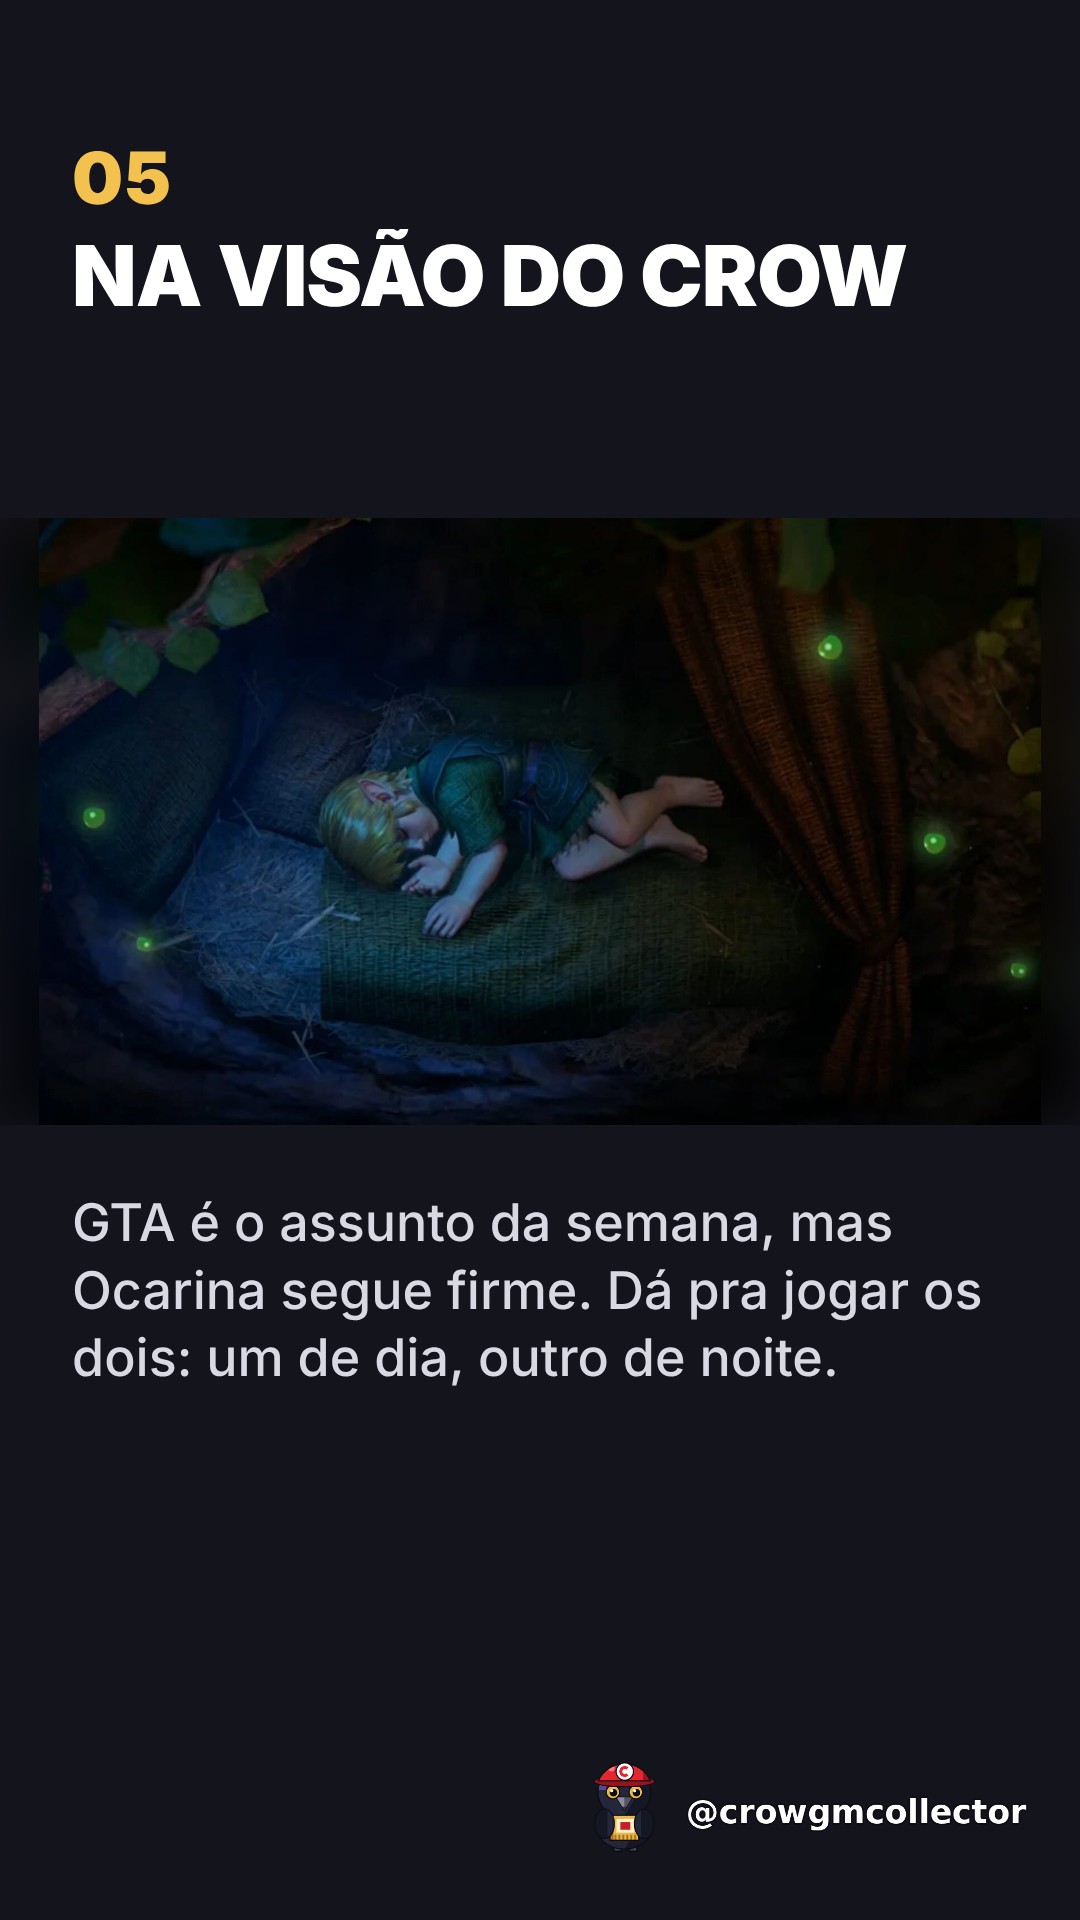 05
NA VISÃO DO CROW
GTA é o assunto da semana, mas
Ocarina segue firme. Dá pra jogar os
dois: um de dia, outro de noite.
C
@crowgmcollector